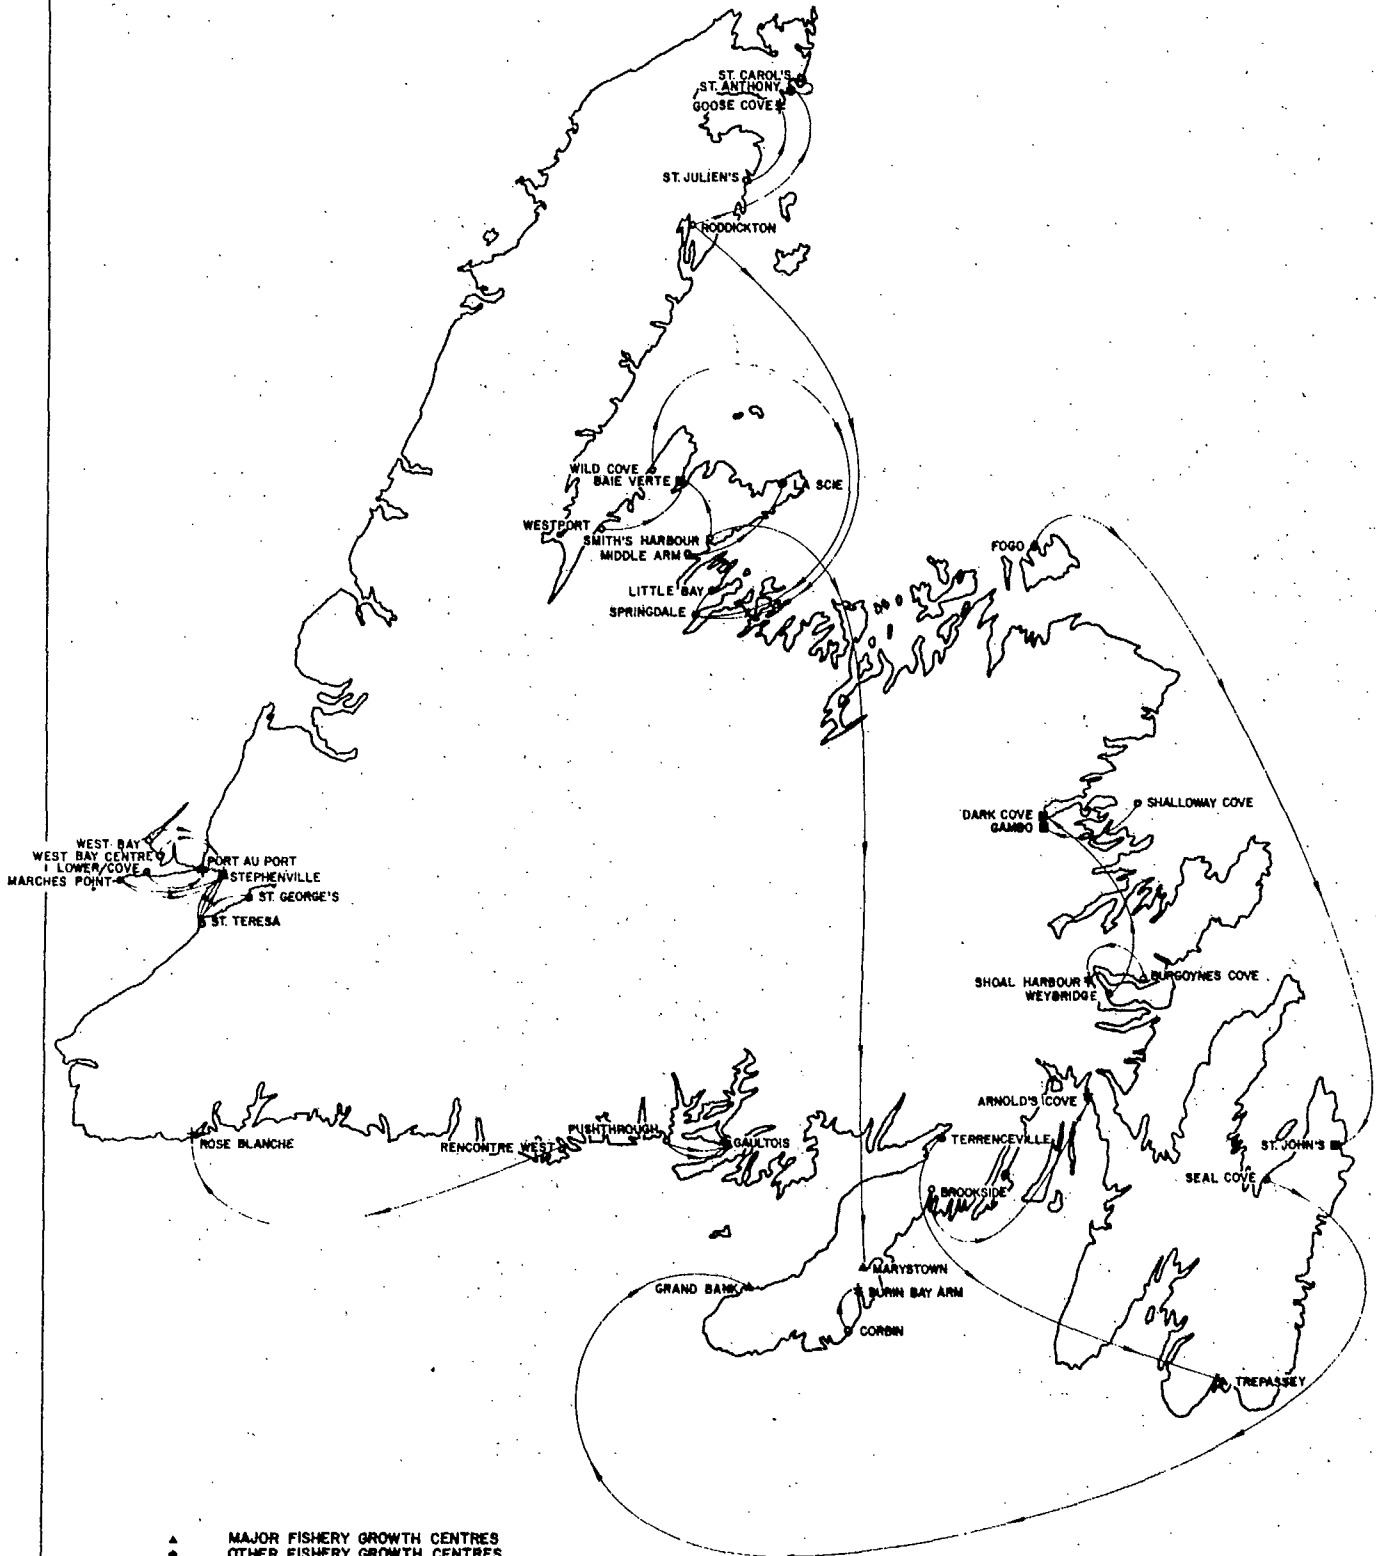 ST. CAROL'S
ST. ANTHONY
GOOSE COVE
ST. JULIEN'S
RODDICKTON
WILD COVE
BAIE VERTE
LA SCIE
WESTPORT
SMITH'S HARBOUR
MIDDLE ARM
FOGO
LITTLE BAY
SPRINGDALE
SHALLOWAY COVE
DARK COVE
GAMBO
WEST BAY
WEST BAY CENTRE
PORT AU PORT
LOWER COVE
STEPHENVILLE
MARCHES POINT
ST. GEORGE'S
ST. TERESA
BURGOYNES COVE
SHOAL HARBOUR
WEYBRIDGE
ARNOLD'S COVE
PUSHTHROUGH
TERRENCEVILLE
ROSE BLANCHE
RENCONTRE WEST
GAULTOIS
ST. JOHN'S
SEAL COVE
BROOKSIDE
MARYSTOWN
GRAND BANK
BURIN BAY ARM
CORBIN
TREPASSEY
MAJOR FISHERY GROWTH CENTRES
OTHER FISHERY GROWTH CENTRES